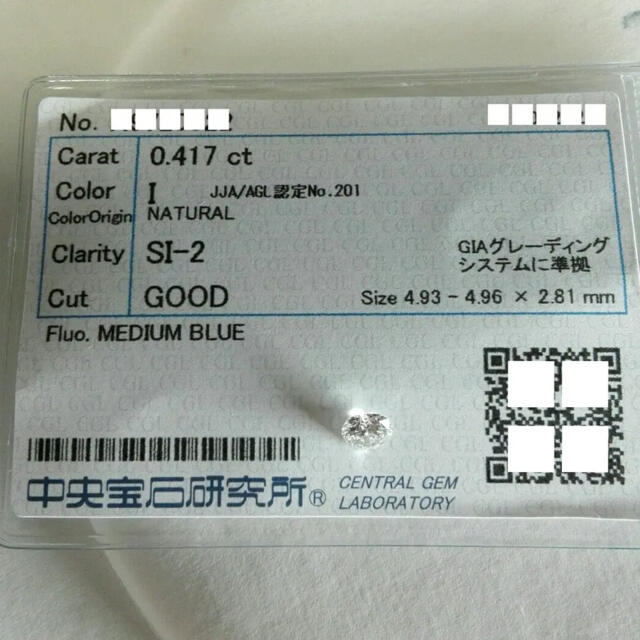 No.
Carat 0.417 ct
Color I JJA/AGL認定No.201
ColorOrigin NATURAL
Clarity SI-2 GIAグレーディング
システムに準拠
Cut GOOD Size 4.93 - 4.96 × 2.81 mm
Fluo. MEDIUM BLUE
中央宝石研究所® CENTRAL GEM
LABORATORY